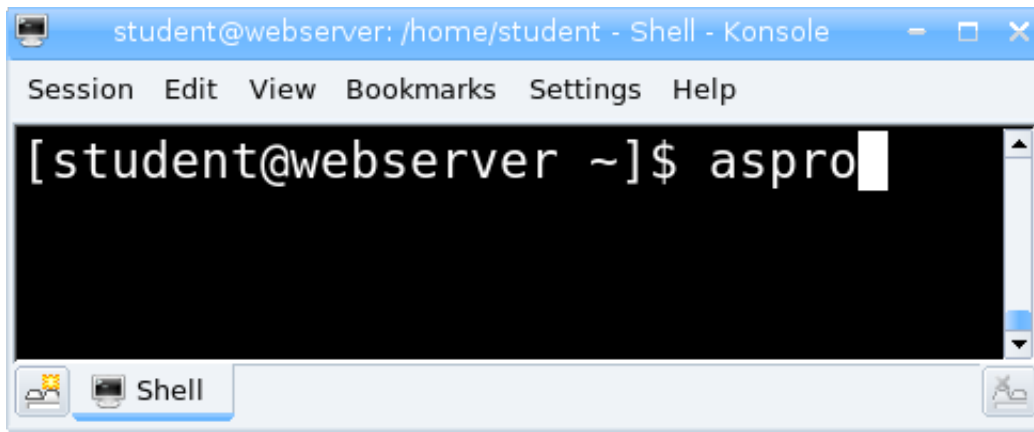 student@webserver: /home/student - Shell - Konsole
Session Edit View Bookmarks Settings Help
[student@webserver ~]$ aspro
Shell